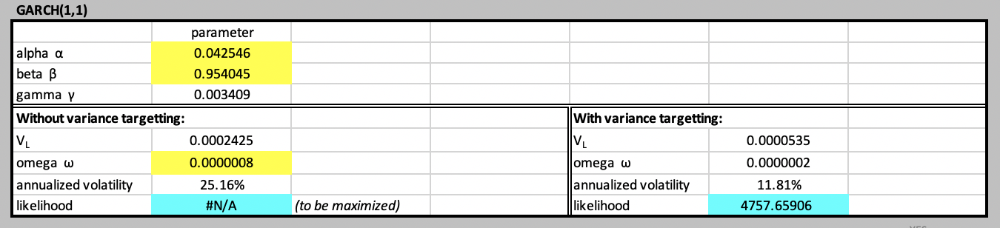 GARCH(1,1)
parameter
alpha α 0.042546
beta β 0.954045
gamma γ 0.003409
Without variance targetting: With variance targetting:
VL 0.0002425 VL 0.0000535
omega ω 0.0000008 omega ω 0.0000002
annualized volatility 25.16% annualized volatility 11.81%
likelihood #N/A (to be maximized) likelihood 4757.65906